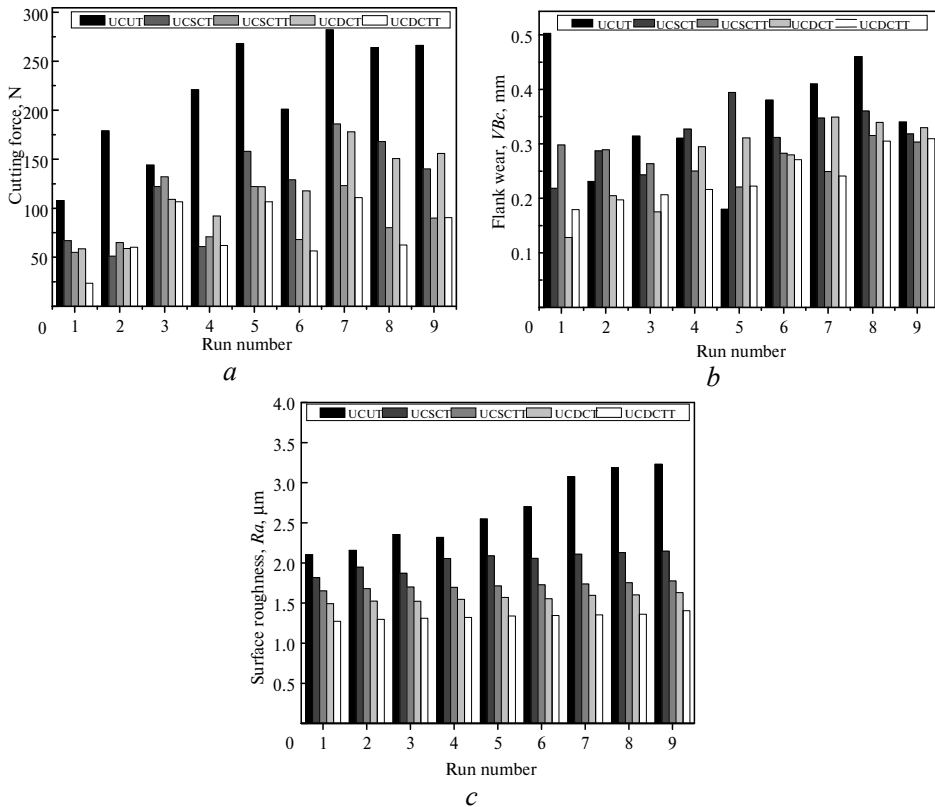 UCUT UCSCT UCSCTT UCDCT UCDCTT
Cutting force, N
300
250
200
150
100
50
0
1 2 3 4 5 6 7 8 9
Run number
a
UCUT UCSCT UCSCTT UCDCT UCDCTT
Flank wear, VBc, mm
0.5
0.4
0.3
0.2
0.1
0
1 2 3 4 5 6 7 8 9
Run number
b
UCUT UCSCT UCSCTT UCDCT UCDCTT
Surface roughness, Ra, μm
4.0
3.5
3.0
2.5
2.0
1.5
1.0
0.5
0
1 2 3 4 5 6 7 8 9
Run number
c